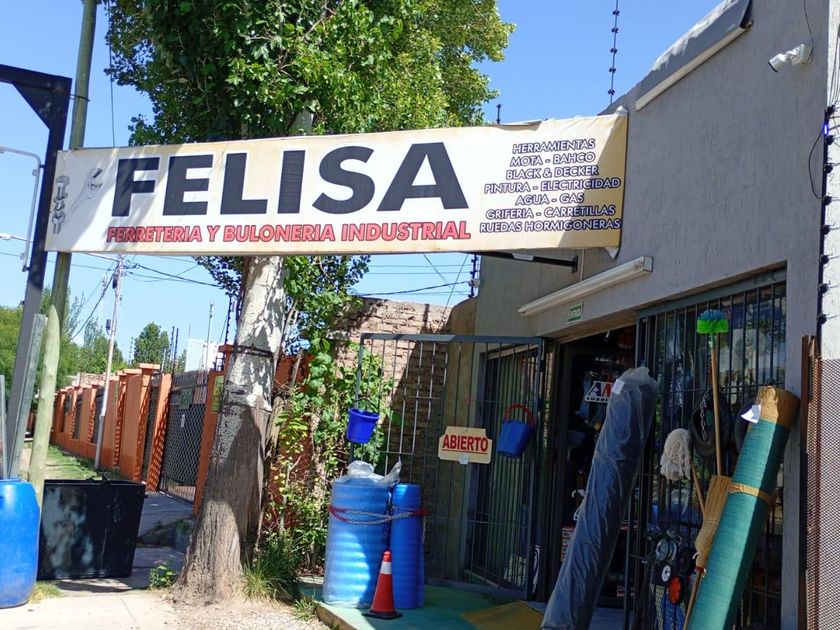 FELISA
FERRETERIA Y BULONERIA INDUSTRIAL
HERRAMIENTAS
MOTA - BAHCO
BLACK & DECKER
PINTURA - ELECTRICIDAD
AGUA - GAS
GRIFERIA - CARRETILLAS
RUEDAS HORMIGONERAS
ABIERTO